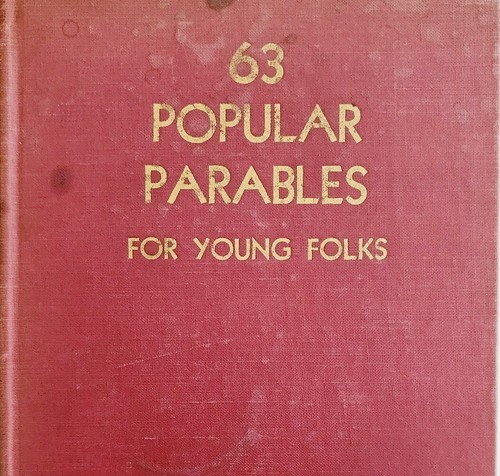 63
POPULAR
PARABLES
FOR YOUNG FOLKS